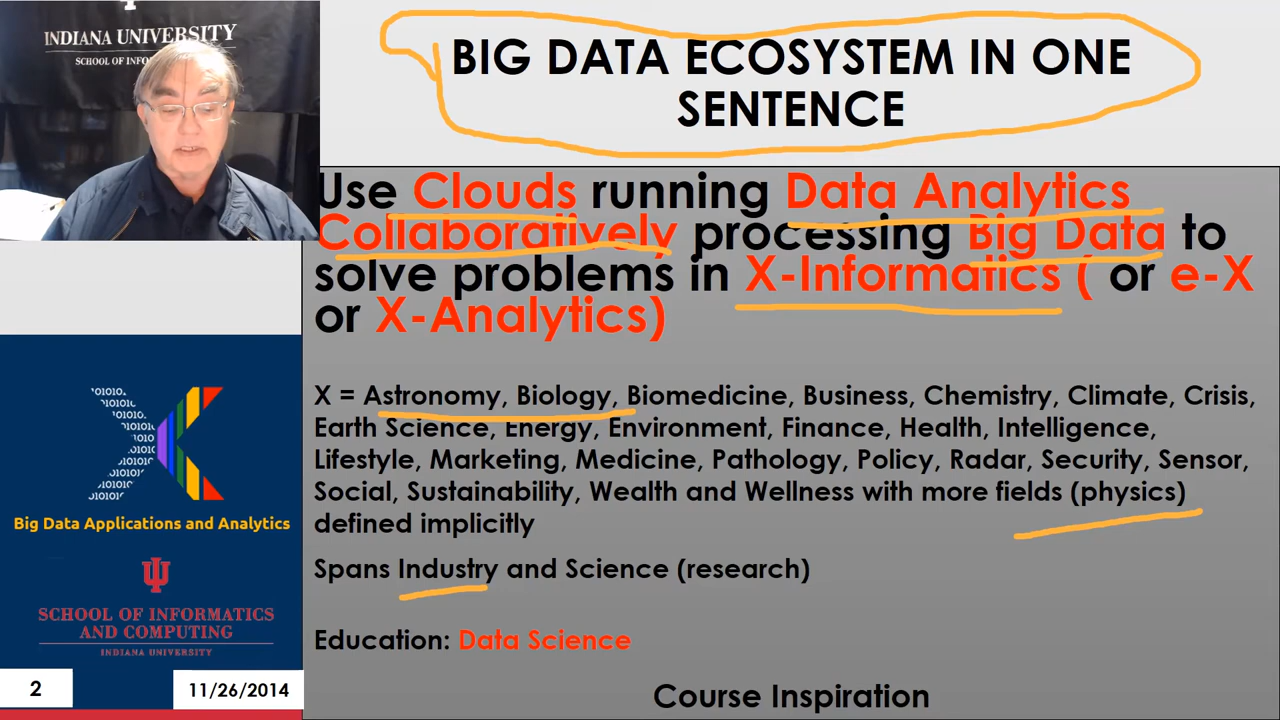 INDIANA UNIVERSITY
BIG DATA ECOSYSTEM IN ONE
SENTENCE
Use Clouds running Data Analytics
Collaboratively processing Big Data to
solve problems in X-Informatics ( or e-X
or X-Analytics)
X = Astronomy, Biology, Biomedicine, Business, Chemistry, Climate, Crisis,
Earth Science, Energy, Environment, Finance, Health, Intelligence,
Lifestyle, Marketing, Medicine, Pathology, Policy, Radar, Security, Sensor,
Social, Sustainability, Wealth and Wellness with more fields (physics)
defined implicitly
Spans Industry and Science (research)
Education: Data Science
Course Inspiration
Big Data Applications and Analytics
SCHOOL OF INFORMATICS
AND COMPUTING
INDIANA UNIVERSITY
2
11/26/2014